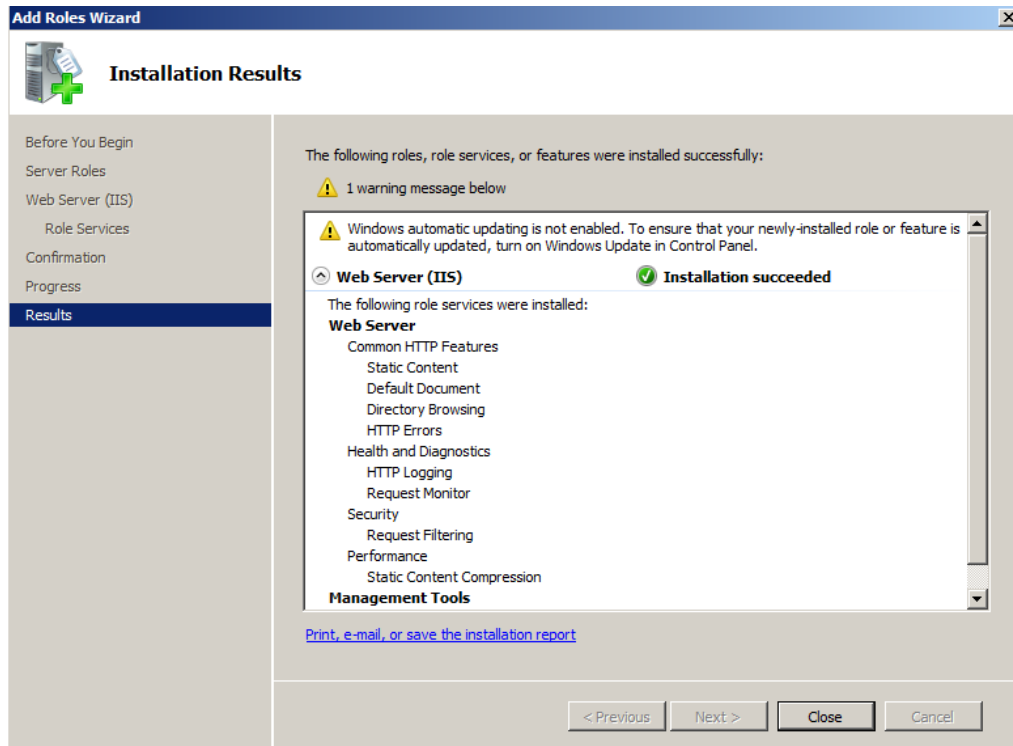 Add Roles Wizard
Installation Results
Before You Begin
Server Roles
Web Server (IIS)
Role Services
Confirmation
Progress
Results
The following roles, role services, or features were installed successfully:
1 warning message below
Windows automatic updating is not enabled. To ensure that your newly-installed role or feature is
automatically updated, turn on Windows Update in Control Panel.
Web Server (IIS) Installation succeeded
The following role services were installed:
Web Server
Common HTTP Features
Static Content
Default Document
Directory Browsing
HTTP Errors
Health and Diagnostics
HTTP Logging
Request Monitor
Security
Request Filtering
Performance
Static Content Compression
Management Tools
Print, e-mail, or save the installation report
< Previous Next > Close Cancel